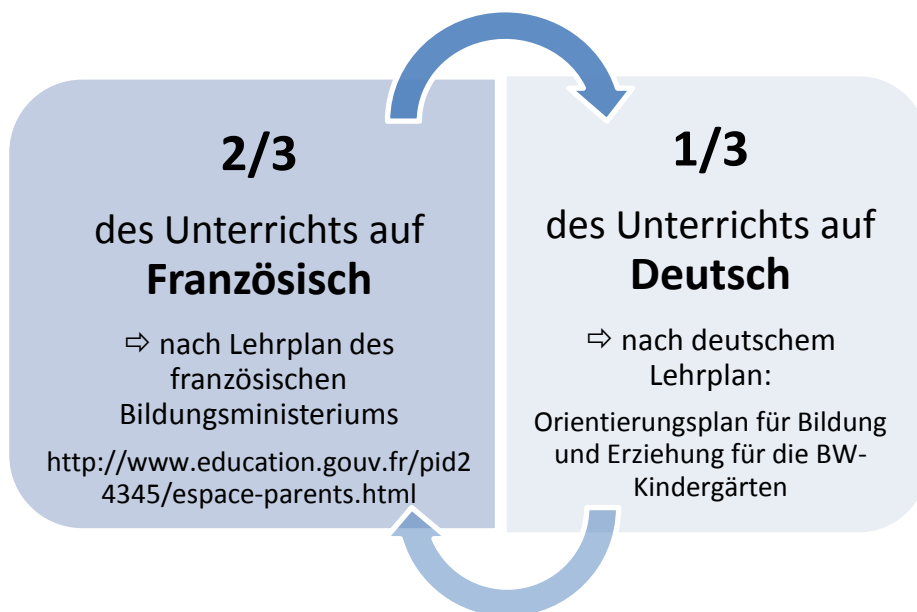 2/3
des Unterrichts auf
Französisch
⇨ nach Lehrplan des
französischen
Bildungsministeriums
http://www.education.gouv.fr/pid2
4345/espace-parents.html
1/3
des Unterrichts auf
Deutsch
⇨ nach deutschem
Lehrplan:
Orientierungsplan für Bildung
und Erziehung für die BW-
Kindergärten